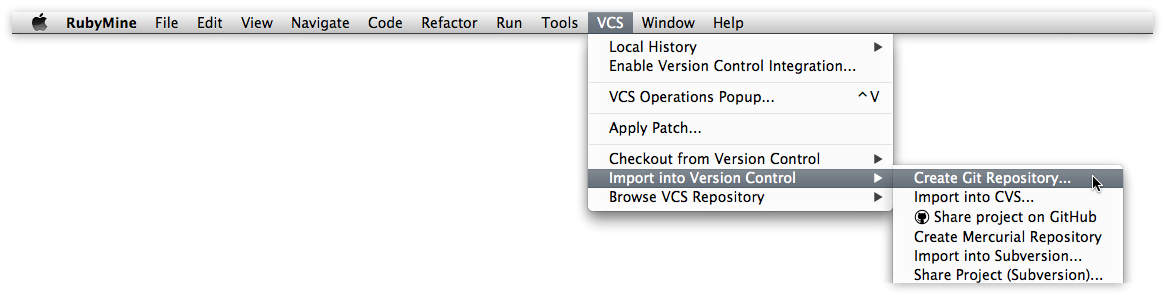 RubyMine File Edit View Navigate Code Refactor Run Tools VCS Window Help
Local History
Enable Version Control Integration...
VCS Operations Popup... ^V
Apply Patch...
Checkout from Version Control
Import into Version Control
Browse VCS Repository
Create Git Repository...
Import into CVS...
Share project on GitHub
Create Mercurial Repository
Import into Subversion...
Share Project (Subversion)...